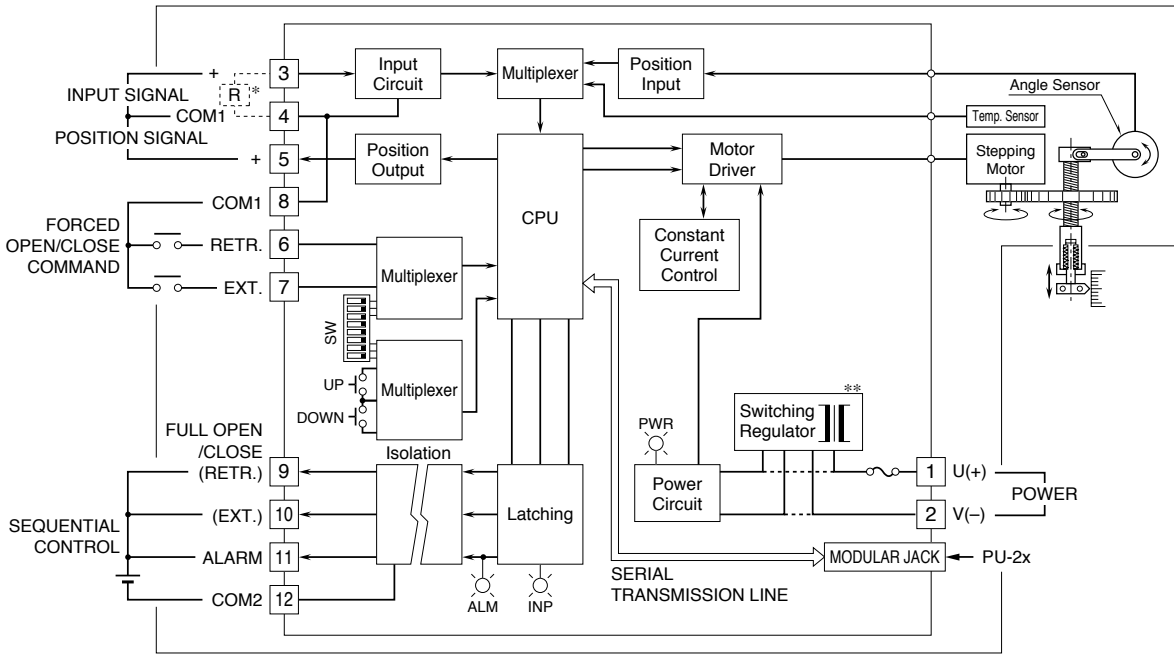 +
3
Input
Circuit
Multiplexer
Position
Input
Angle Sensor
INPUT SIGNAL
R*
COM1
4
Temp. Sensor
POSITION SIGNAL
+
5
Position
Output
CPU
Motor
Driver
Stepping
Motor
COM1
8
FORCED
OPEN/CLOSE
COMMAND
RETR.
6
EXT.
7
Multiplexer
Constant
Current
Control
SW
UP
DOWN
Multiplexer
**
Switching
Regulator
PWR
FULL OPEN
/CLOSE
(RETR.)
9
Isolation
Latching
Power
Circuit
1
U(+)
POWER
2
V(−)
(EXT.)
10
SEQUENTIAL
CONTROL
ALARM
11
COM2
12
ALM
INP
SERIAL
TRANSMISSION LINE
MODULAR JACK
PU-2x